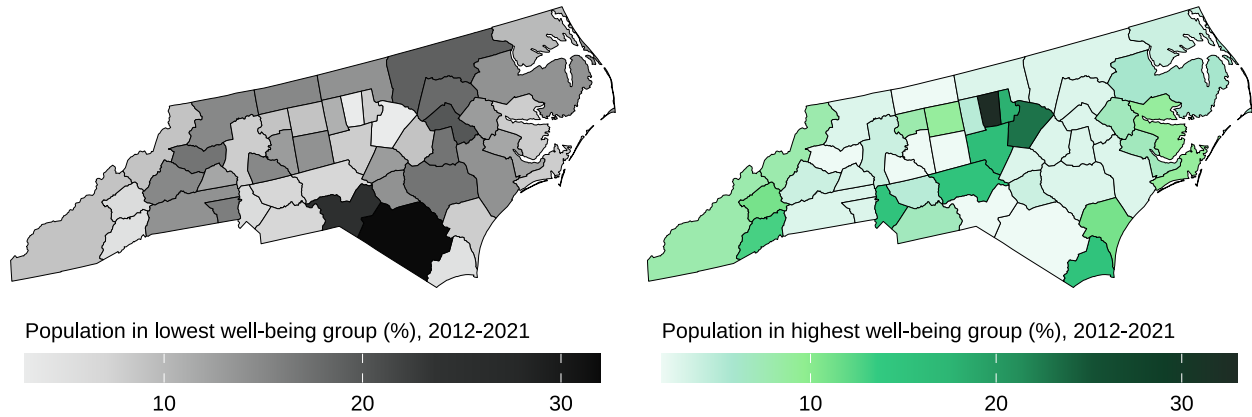 Population in lowest well-being group (%), 2012-2021
10 20 30
Population in highest well-being group (%), 2012-2021
10 20 30